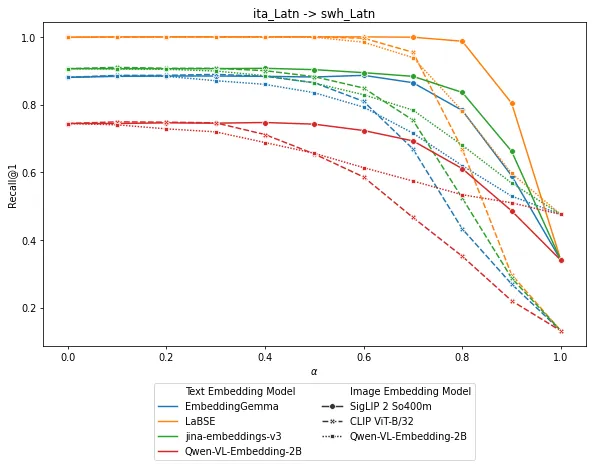 ita_Latn -> swh_Latn
Recall@1
1.0
0.8
0.6
0.4
0.2
0.0 0.2 0.4 0.6 0.8 1.0
α
Text Embedding Model Image Embedding Model
EmbeddingGemma SigLIP 2 So400m
LaBSE CLIP ViT-B/32
jina-embeddings-v3 Qwen-VL-Embedding-2B
Qwen-VL-Embedding-2B